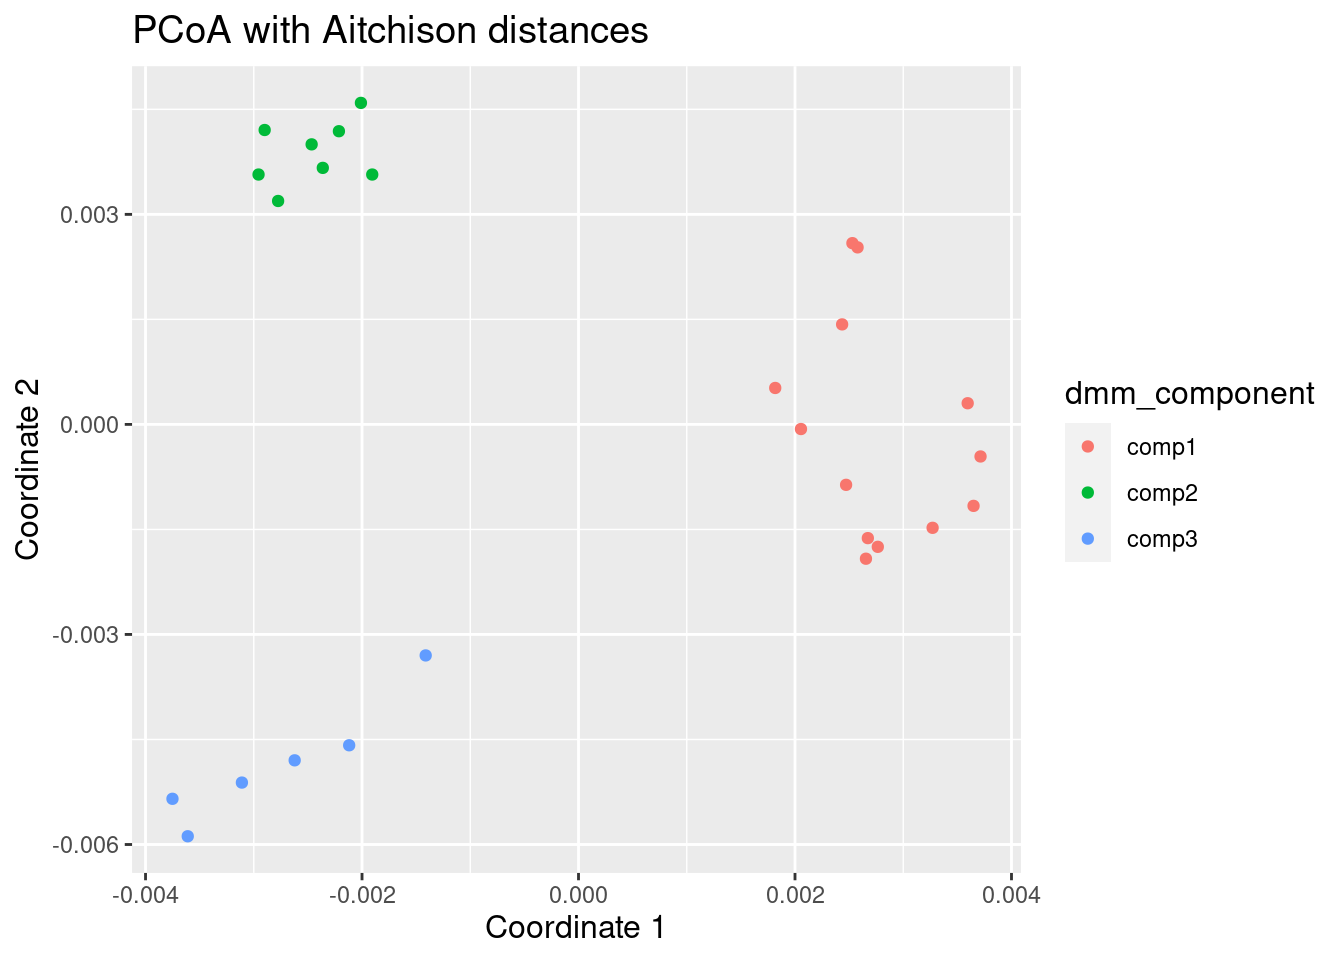 PCoA with Aitchison distances
Coordinate 2
0.003
0.000
-0.003
-0.006
-0.004
-0.002
0.000
0.002
0.004
Coordinate 1
dmm_component
comp1
comp2
comp3